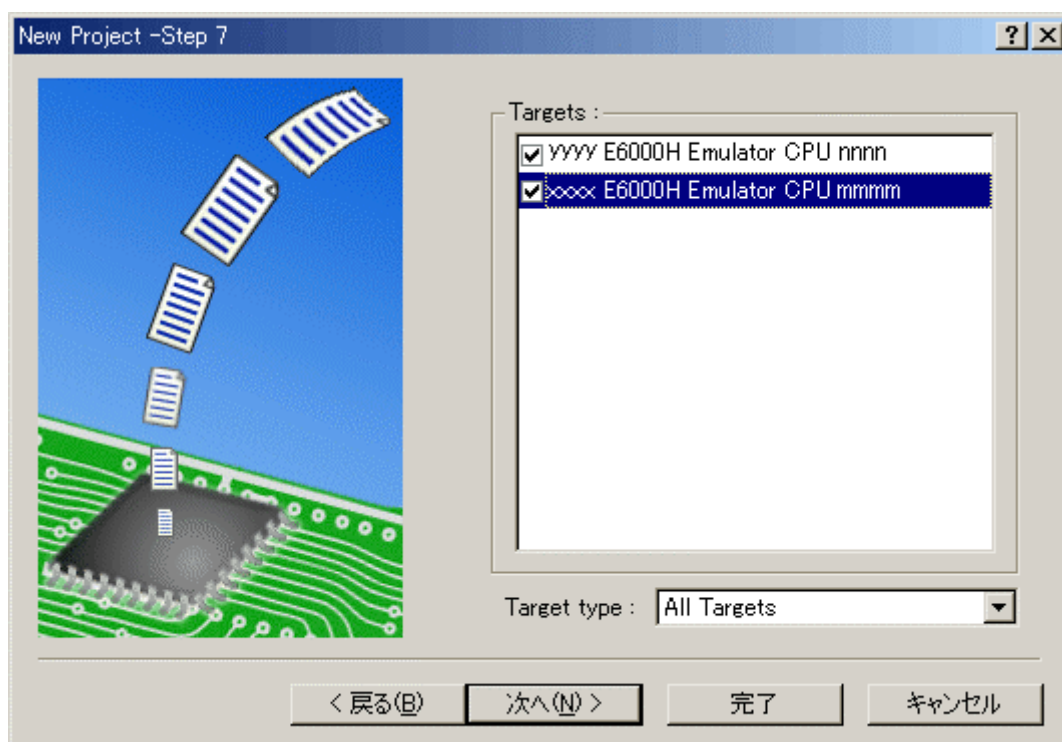 New Project -Step 7
Targets :
yyyy E6000H Emulator CPU nnnn
xxxx E6000H Emulator CPU mmmm
Target type : All Targets
< 戻る(B) 次へ(N) > 完了 キャンセル